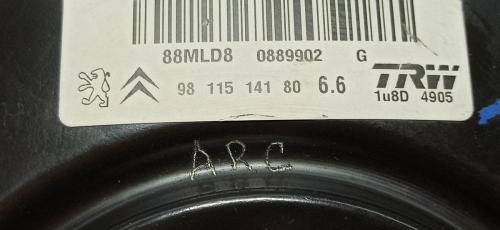 88MLD8 0889902 G
98 115 141 80 6.6 TRW
1u8D 4905
ARC